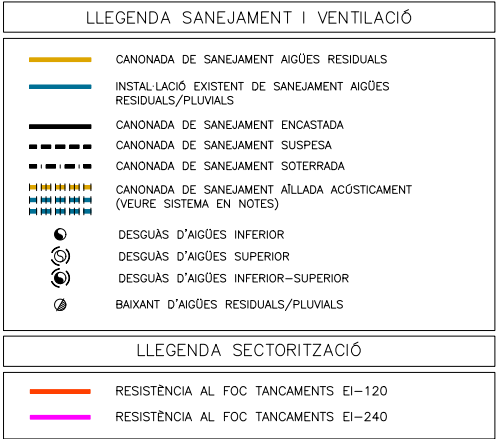 LLEGENDA SANEJAMENT I VENTILACIÓ
CANONADA DE SANEJAMENT AIGÜES RESIDUALS
INSTAL·LACIÓ EXISTENT DE SANEJAMENT AIGÜES
RESIDUALS/PLUVIALS
CANONADA DE SANEJAMENT ENCASTADA
CANONADA DE SANEJAMENT SUSPESA
CANONADA DE SANEJAMENT SOTERRADA
CANONADA DE SANEJAMENT AÏLLADA ACÚSTICAMENT
(VEURE SISTEMA EN NOTES)
DESGUÀS D'AIGÜES INFERIOR
DESGUÀS D'AIGÜES SUPERIOR
DESGUÀS D'AIGÜES INFERIOR-SUPERIOR
BAIXANT D'AIGÜES RESIDUALS/PLUVIALS
LLEGENDA SECTORITZACIÓ
RESISTÈNCIA AL FOC TANCAMENTS EI-120
RESISTÈNCIA AL FOC TANCAMENTS EI-240